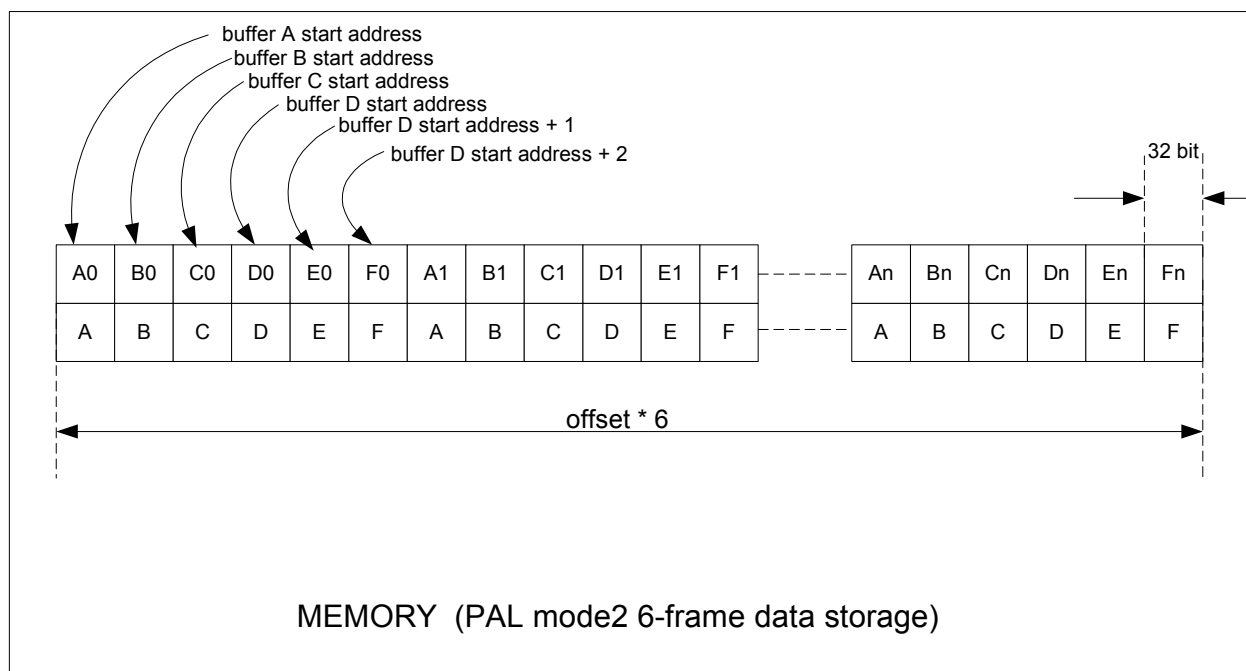 buffer A start address
buffer B start address
buffer C start address
buffer D start address
buffer D start address + 1
buffer D start address + 2
32 bit
A0 B0 C0 D0 E0 F0 A1 B1 C1 D1 E1 F1 An Bn Cn Dn En Fn
A B C D E F A B C D E F A B C D E F
offset * 6
MEMORY (PAL mode2 6-frame data storage)